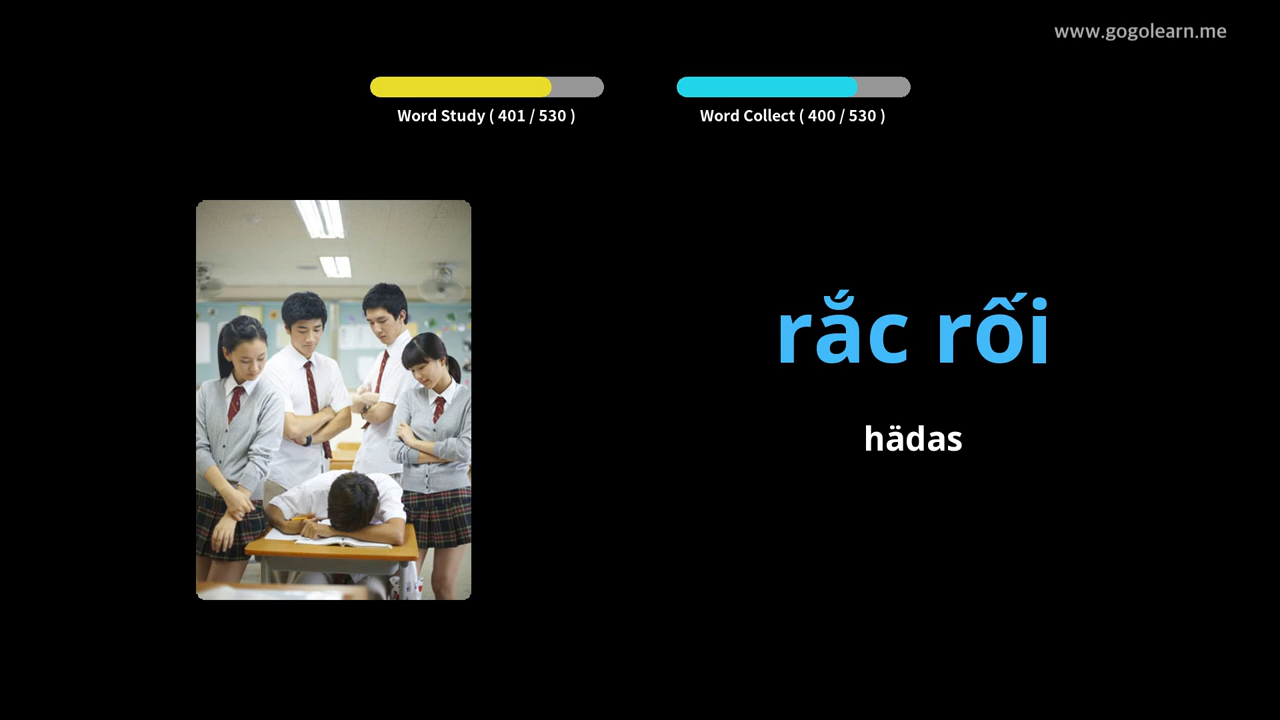 www.gogolearn.me
Word Study ( 401 / 530 )
Word Collect ( 400 / 530 )
rắc rối
hädas